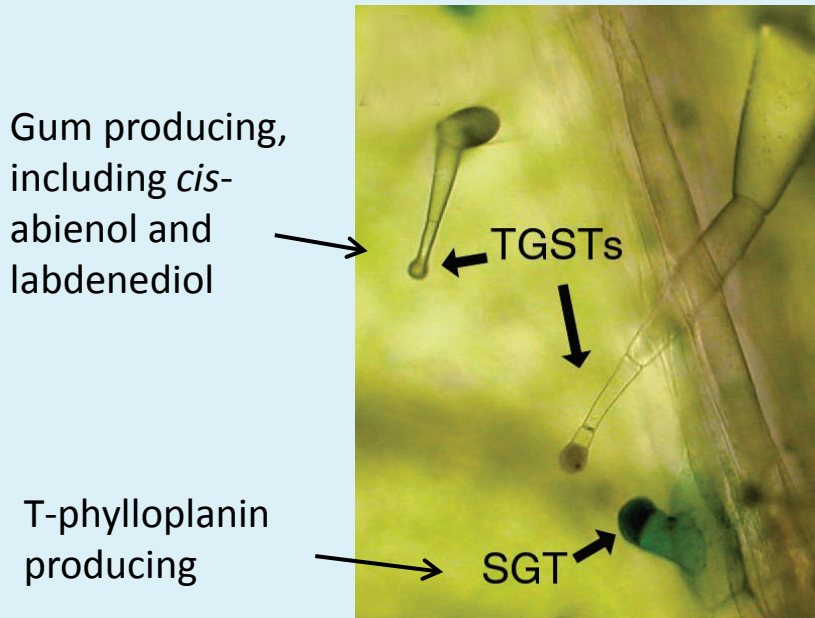 Gum producing,
including cis-
abienol and
labdenediol
TGSTs
T-phylloplanin
producing
SGT